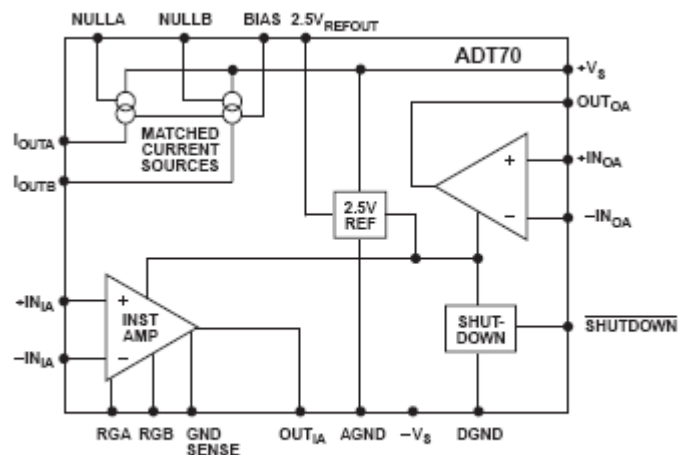 NULLA NULLB BIAS 2.5V REFOUT
ADT70
+VS
OUTOA
IOUTA
MATCHED
CURRENT
SOURCES
+INOA
IOUTB
2.5V
REF
–INOA
+INIA
INST
AMP
SHUT-
DOWN
SHUTDOWN
–INIA
RGA RGB GND
SENSE
OUTIA AGND –VS DGND
+
–
+
–